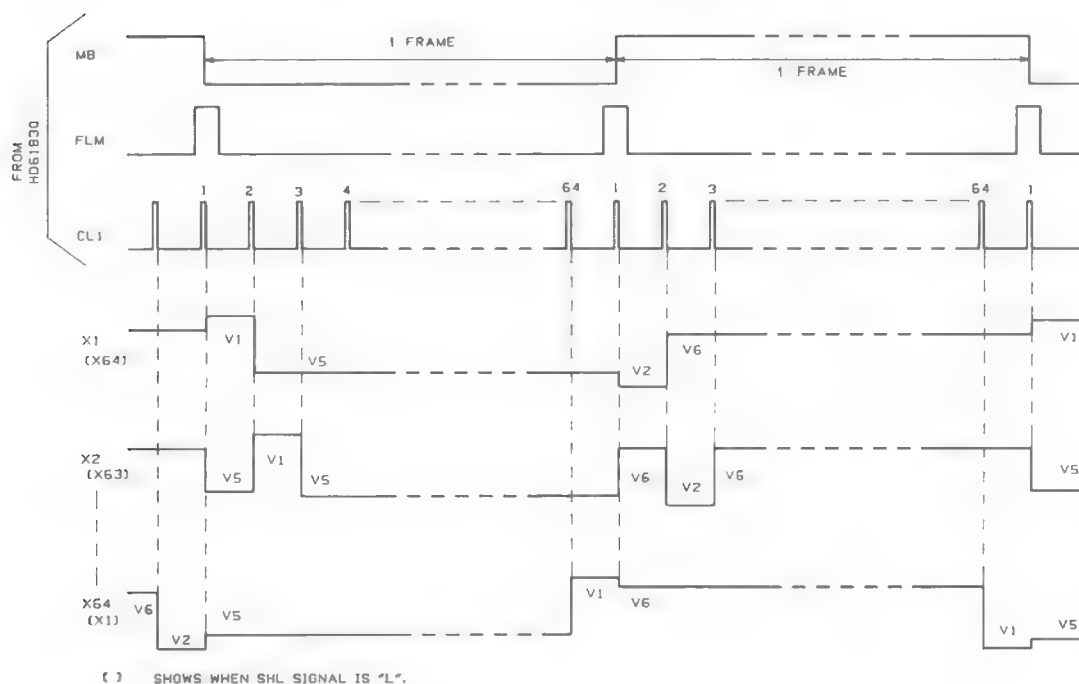 FROM
HD61830
MB
1 FRAME
1 FRAME
FLM
CL1
1 2 3 4 64 1 2 3 64 1
X1
(X64)
V1 V5 V2 V6 V1
X2
(X63)
V5 V1 V5 V6 V2 V6 V5
X64
(X1)
V6 V2 V5 V1 V6 V1 V5
( ) SHOWS WHEN SHL SIGNAL IS "L".